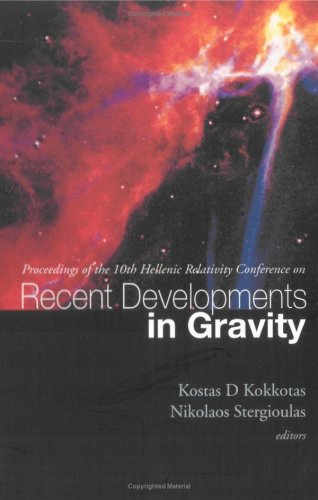 Proceedings of the 10th Hellenic Relativity Conference on
Recent Developments
in Gravity
Kostas D Kokkotas
Nikolaos Stergioulas
editors
Copyrighted Material